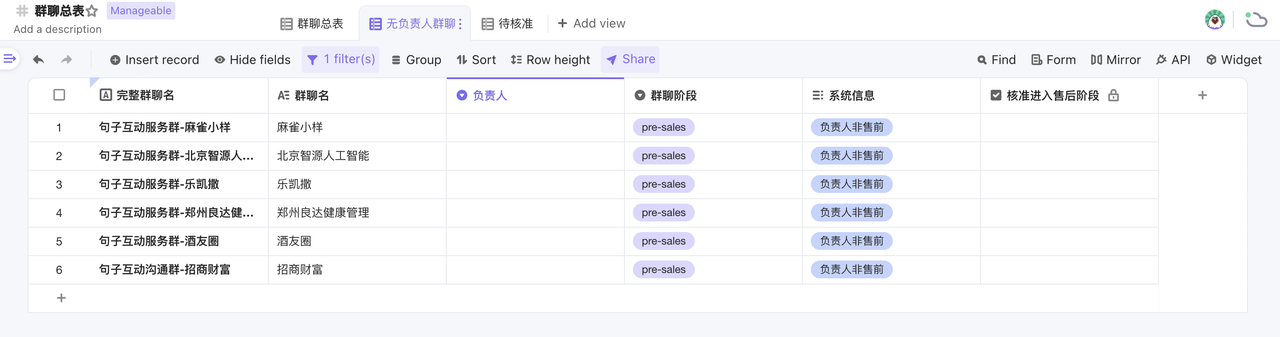 群聊总表
Manageable
Add a description
群聊总表
无负责人群聊
待核准
Add view
Insert record
Hide fields
1 filter(s)
Group
Sort
Row height
Share
Find
Form
Mirror
API
Widget
完整群聊名 群聊名 负责人 群聊阶段 系统信息 核准进入售后阶段
1 句子互动服务群-麻雀小样 麻雀小样 pre-sales 负责人非售前
2 句子互动服务群-北京智源人... 北京智源人工智能 pre-sales 负责人非售前
3 句子互动服务群-乐凯撒 乐凯撒 pre-sales 负责人非售前
4 句子互动服务群-郑州良达健... 郑州良达健康管理 pre-sales 负责人非售前
5 句子互动服务群-酒友圈 酒友圈 pre-sales 负责人非售前
6 句子互动沟通群-招商财富 招商财富 pre-sales 负责人非售前